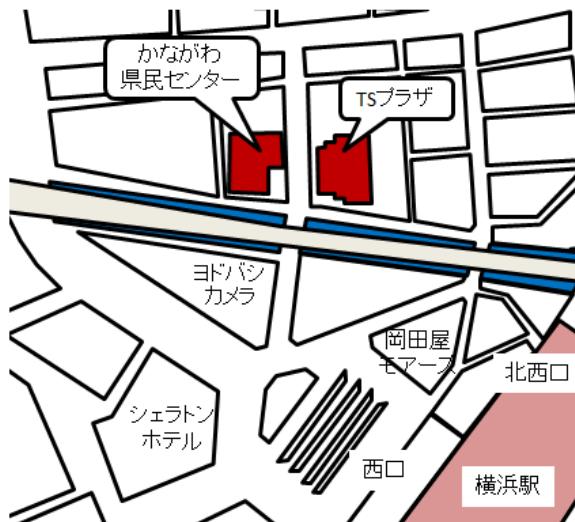 かながわ
県民センター
TSプラザ
ヨドバシ
カメラ
岡田屋
モアーズ
北西口
シェラトン
ホテル
西口
横浜駅